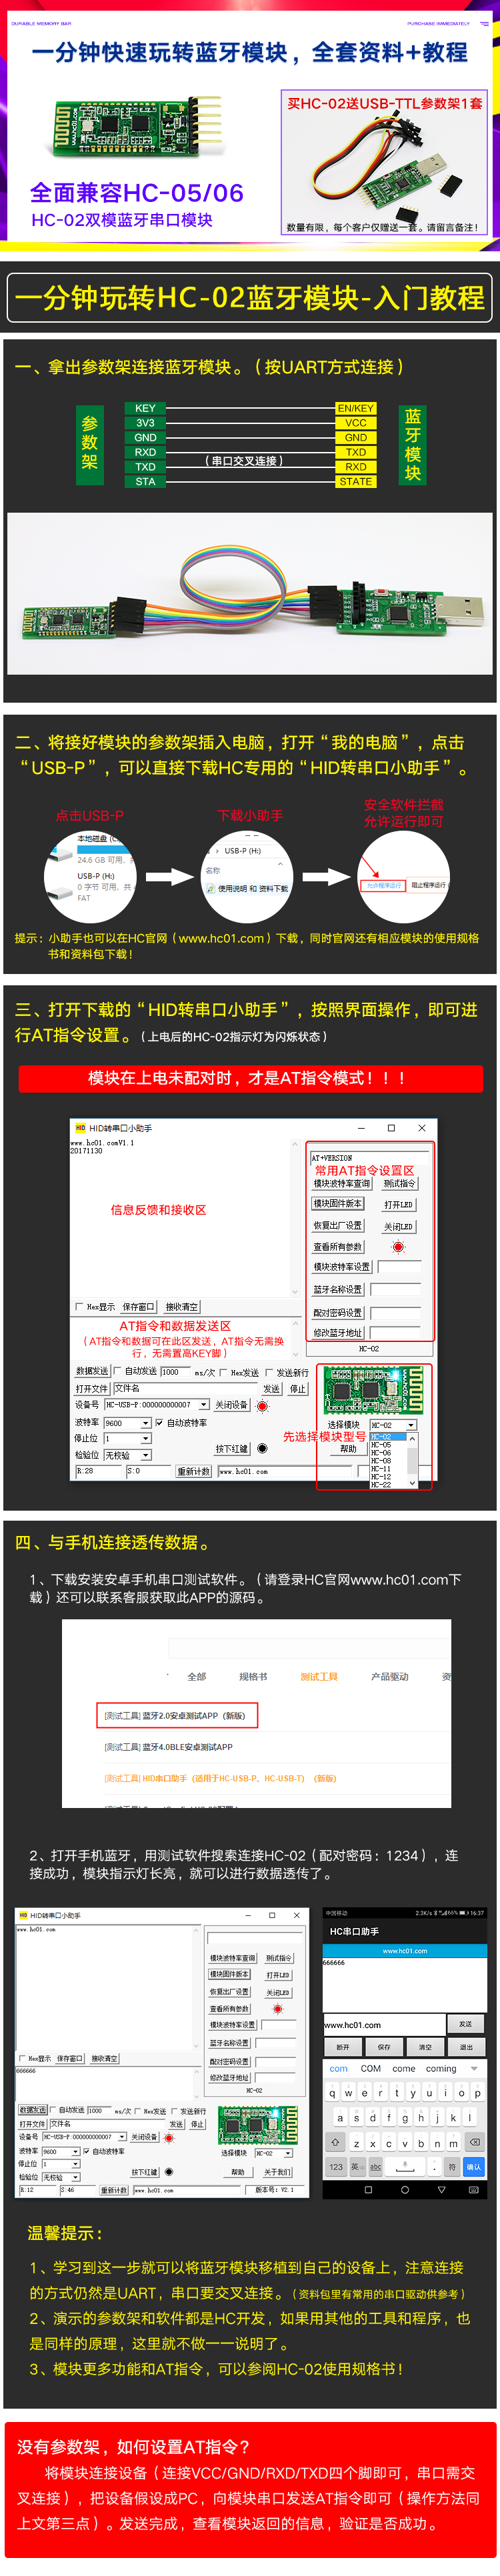 DURABLE MEMORY BAR
PURCHASE IMMEDIATELY
一分钟快速玩转蓝牙模块，全套资料+教程
www.hc01.com
买HC-02送USB-TTL参数架1套
全面兼容HC-05/06
HC-02双模蓝牙串口模块
数量有限，每个客户仅赠送一套。请留言备注！
一分钟玩转HC-02蓝牙模块-入门教程
一、拿出参数架连接蓝牙模块。（按UART方式连接）
参数架
KEY
3V3
GND
RXD
TXD
STA
（串口交叉连接）
EN/KEY
VCC
GND
TXD
RXD
STATE
蓝牙模块
二、将接好模块的参数架插入电脑，打开“我的电脑”，点击
“USB-P”，可以直接下载HC专用的“HID转串口小助手”。
点击USB-P
下载小助手
安全软件拦截
允许运行即可
本地磁盘 (C
24.6 GB 可用，共
USB-P (H:)
0 字节 可用，共
FAT
› USB-P (H:)
名称
使用说明 和 资料下载
允许程序运行
阻止程序运行
提示：小助手也可以在HC官网（www.hc01.com）下载，同时官网还有相应模块的使用规格
书和资料包下载！
三、打开下载的“HID转串口小助手”，按照界面操作，即可进
行AT指令设置。（上电后的HC-02指示灯为闪烁状态）
模块在上电未配对时，才是AT指令模式！！！
HID转串口小助手
www.hc01.comV1.1
20171130
信息反馈和接收区
AT+VERSION
常用AT指令设置区
模块波特率查询 测试指令
模块固件版本 打开LED
恢复出厂设置 关闭LED
查看所有参数
模块波特率设置
蓝牙名称设置
配对密码设置
修改蓝牙地址
HC-02
Hex显示 保存窗口 接收清空
AT指令和数据发送区
（AT指令和数据可在此区发送，AT指令无需换
行，无需置高KEY脚）
数据发送 自动发送 1000 ms/次 Hex发送 发送新行
打开文件 文件名 发送 停止
设备号 HC-USB-P:000000000007 关闭设备
波特率 9600 自动波特率
停止位 1
检验位 无校验
按下红键
先选择模块型号
选择模块 HC-02
帮助
HC-02
HC-05
HC-06
HC-08
HC-11
HC-12
HC-22
R:28 S:0 重新计数 www.hc01.com
四、与手机连接透传数据。
1、下载安装安卓手机串口测试软件。（请登录HC官网www.hc01.com下
载）还可以联系客服获取此APP的源码。
全部 规格书 测试工具 产品驱动 资
[测试工具] 蓝牙2.0安卓测试APP（新版）
[测试工具] 蓝牙4.0BLE安卓测试APP
[测试工具] HID串口助手（适用于HC-USB-P、HC-USB-T）（新版）
2、打开手机蓝牙，用测试软件搜索连接HC-02（配对密码：1234），连
接成功，模块指示灯长亮，就可以进行数据透传了。
HID转串口小助手
www.hc01.com
模块波特率查询 测试指令
模块固件版本 打开LED
恢复出厂设置 关闭LED
查看所有参数
模块波特率设置
蓝牙名称设置
配对密码设置
修改蓝牙地址
HC-02
Hex显示 保存窗口 接收清空
666666
数据发送 自动发送 1000 ms/次 Hex发送 发送新行
打开文件 文件名 发送 停止
设备号 HC-USB-P:000000000007 关闭设备
波特率 9600 自动波特率
停止位 1
检验位 无校验
按下红键
选择模块 HC-02
帮助 关于我们
R:12 S:46 重新计数 www.hc01.com 版本号：V2.1
中国移动 2.3K/s 66% 16:37
HC串口助手
www.hc01.com
666666
www.hc01.com 发送
断开 保存 清空 退出
com COM come coming
q w e r t y u i o p
a s d f g h j k l
z x c v b n m
123 英 abc 符 确认
温馨提示：
1、学习到这一步就可以将蓝牙模块移植到自己的设备上，注意连接
的方式仍然是UART，串口要交叉连接。（资料包里有常用的串口驱动供参考）
2、演示的参数架和软件都是HC开发，如果用其他的工具和程序，也
是同样的原理，这里就不做一一说明了。
3、模块更多功能和AT指令，可以参阅HC-02使用规格书！
没有参数架，如何设置AT指令？
将模块连接设备（连接VCC/GND/RXD/TXD四个脚即可，串口需交
叉连接），把设备假设成PC，向模块串口发送AT指令即可（操作方法同
上文第三点）。发送完成，查看模块返回的信息，验证是否成功。